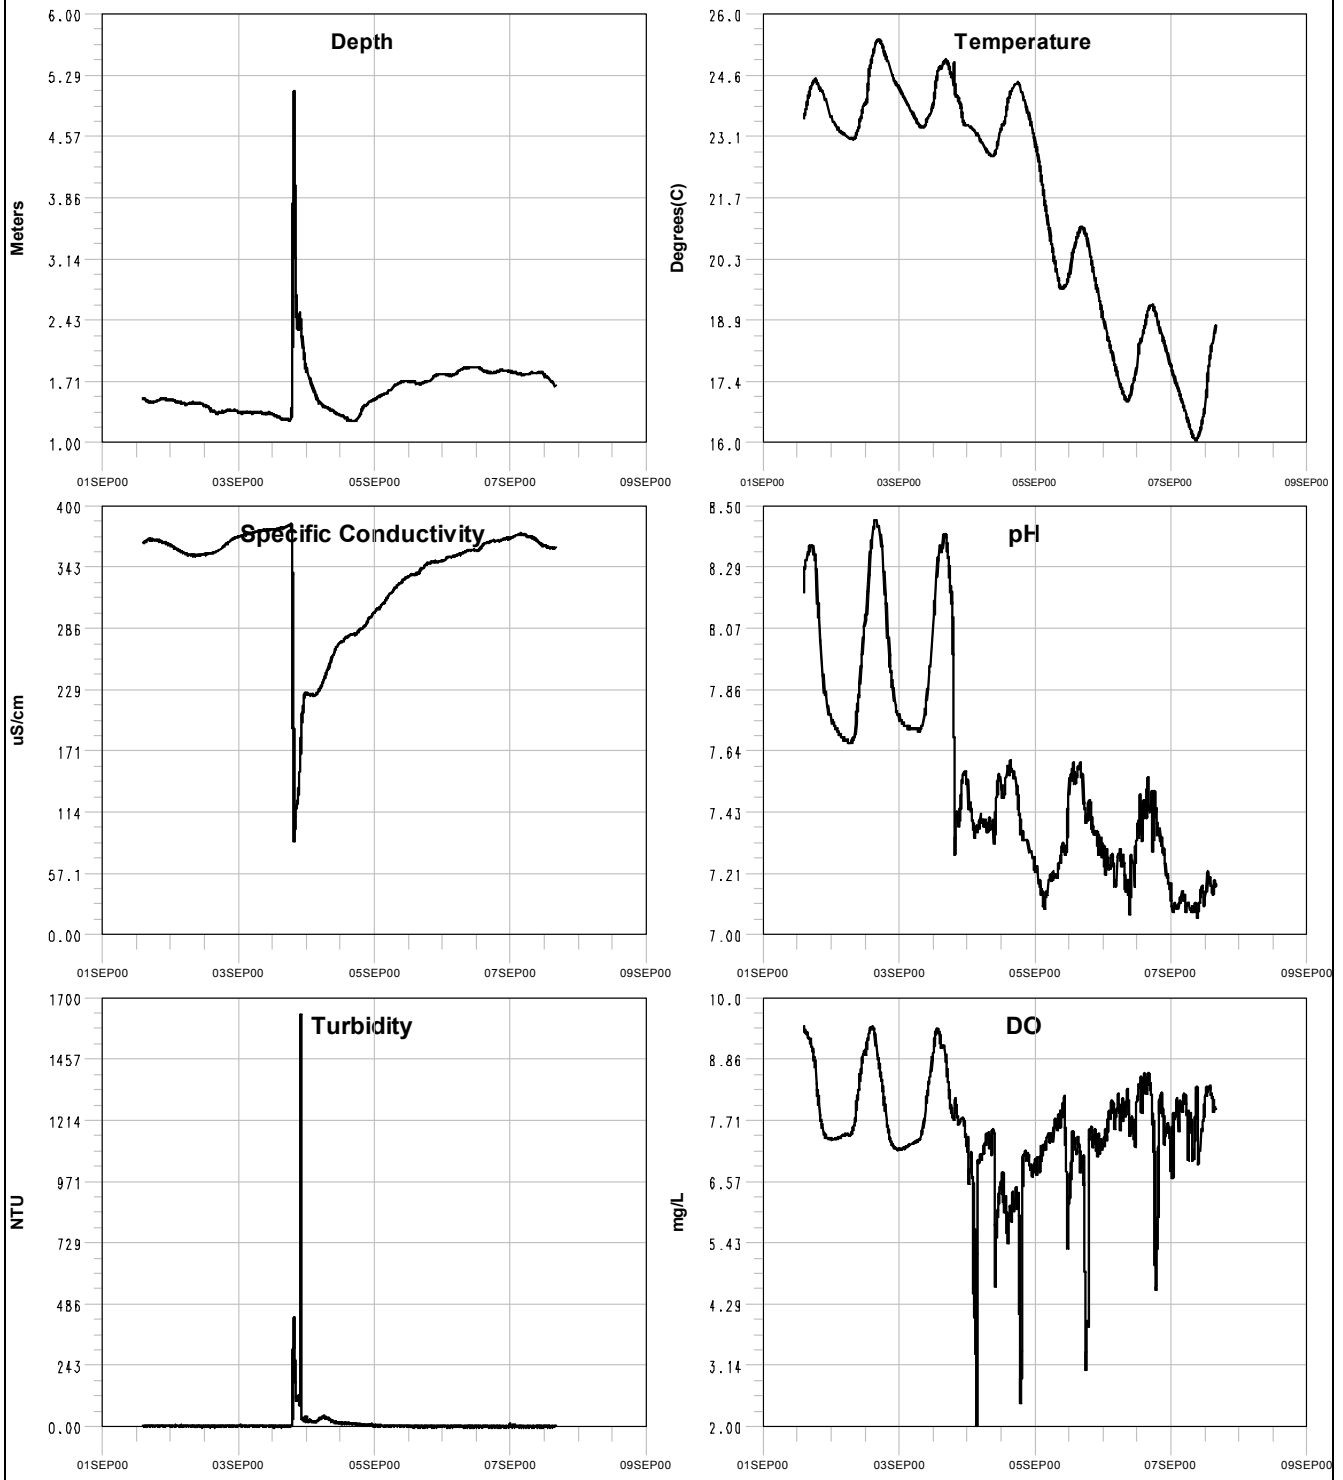 6.00
Depth
5.29
4.57
3.86
Meters
3.14
2.43
1.71
1.00
01SEP00 03SEP00 05SEP00 07SEP00 09SEP00
26.0
Temperature
24.6
23.1
21.7
Degrees(C)
20.3
18.9
17.4
16.0
01SEP00 03SEP00 05SEP00 07SEP00 09SEP00
400
Specific Conductivity
343
286
229
uS/cm
171
114
57.1
0.00
01SEP00 03SEP00 05SEP00 07SEP00 09SEP00
8.50
pH
8.29
8.07
7.86
7.64
7.43
7.21
7.00
01SEP00 03SEP00 05SEP00 07SEP00 09SEP00
1700
Turbidity
1457
1214
971
NTU
729
486
243
0.00
01SEP00 03SEP00 05SEP00 07SEP00 09SEP00
10.0
DO
8.86
7.71
6.57
mg/L
5.43
4.29
3.14
2.00
01SEP00 03SEP00 05SEP00 07SEP00 09SEP00